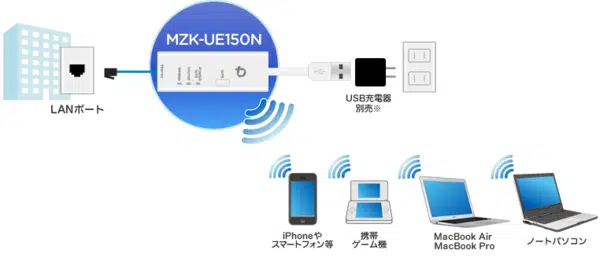 MZK-UE150N
LANポート
USB充電器
別売※
iPhoneや
スマートフォン等
携帯
ゲーム機
MacBook Air
MacBook Pro
ノートパソコン